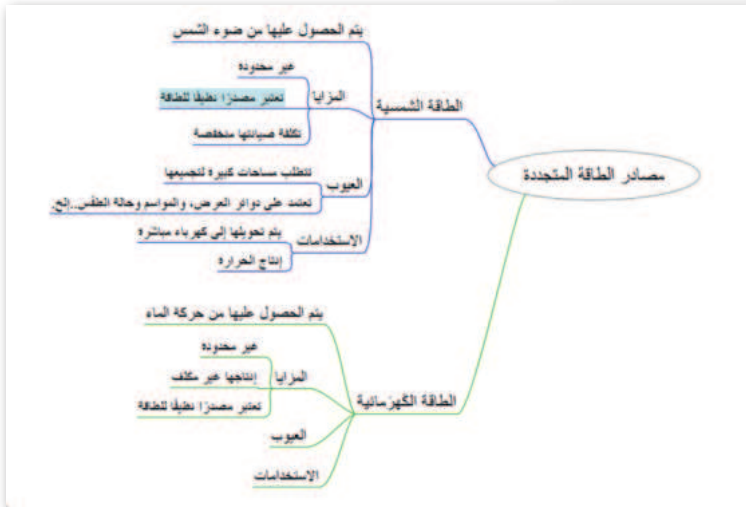 مصادر الطاقة المتجددة
الطاقة الشمسية
يتم الحصول عليها من ضوء الشمس
المزايا
غير محدودة
تعتبر مصدرًا نظيفًا للطاقة
تكلفة صيانتها منخفضة
العيوب
تتطلب مساحات كبيرة لتجميعها
تعتمد على دوائر العرض، والمواسم وحالة الطقس..إلخ.
الاستخدامات
يتم تحويلها إلى كهرباء مباشرة
إنتاج الحرارة
الطاقة الكهرمائية
يتم الحصول عليها من حركة الماء
المزايا
غير محدودة
إنتاجها غير مكلف
تعتبر مصدرًا نظيفًا للطاقة
العيوب
الاستخدامات